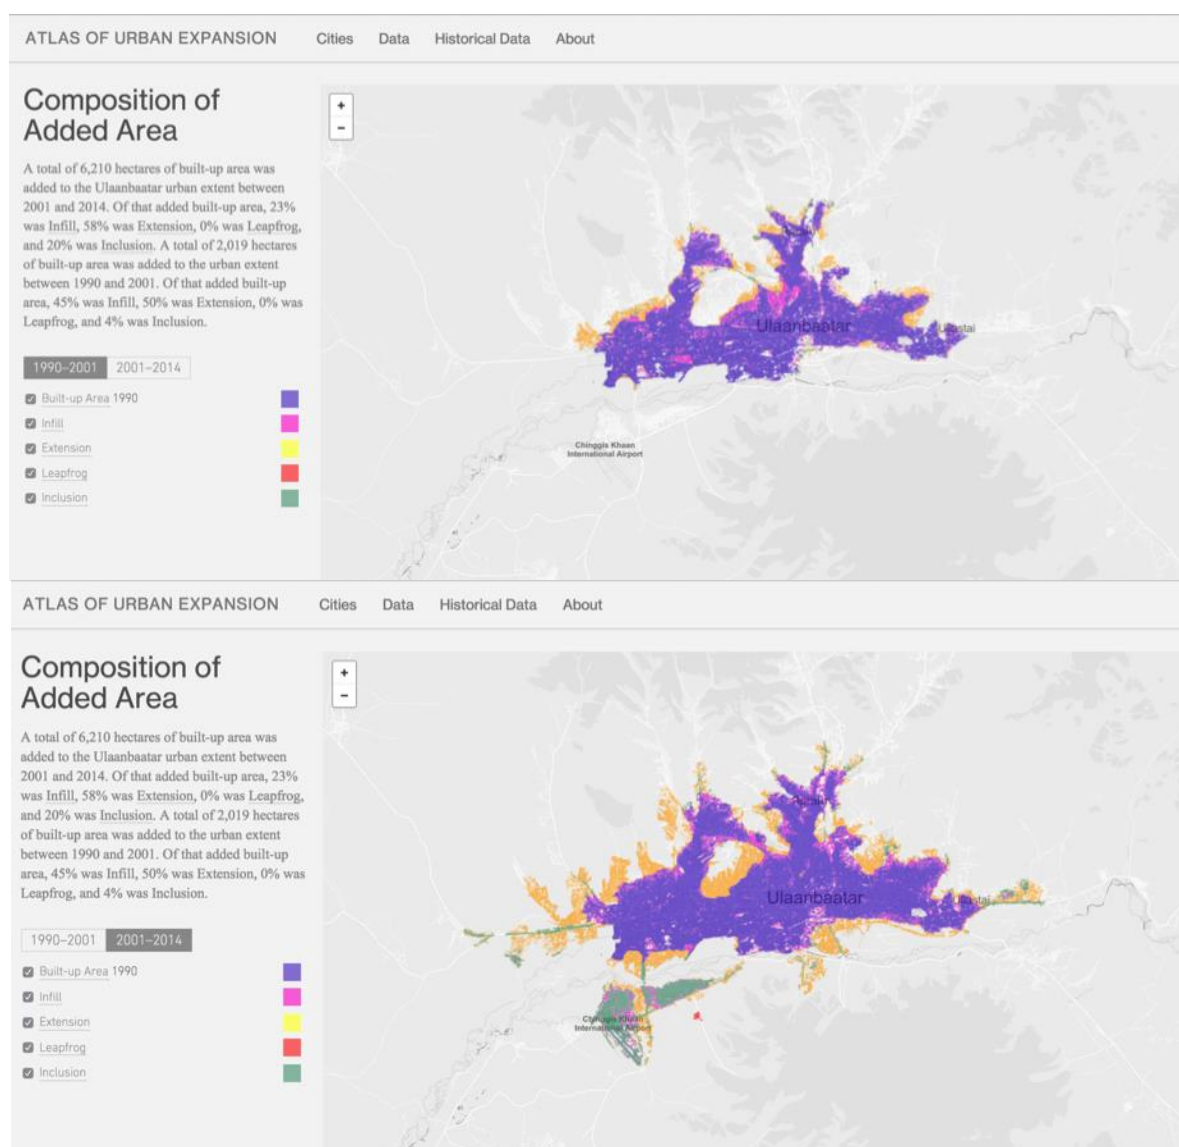 ATLAS OF URBAN EXPANSION Cities Data Historical Data About
Composition of
Added Area
A total of 6,210 hectares of built-up area was
added to the Ulaanbaatar urban extent between
2001 and 2014. Of that added built-up area, 23%
was Infill, 58% was Extension, 0% was Leapfrog,
and 20% was Inclusion. A total of 2,019 hectares
of built-up area was added to the urban extent
between 1990 and 2001. Of that added built-up
area, 45% was Infill, 50% was Extension, 0% was
Leapfrog, and 4% was Inclusion.
1990–2001 2001–2014
Built-up Area 1990
Infill
Extension
Leapfrog
Inclusion
+
−
Ulaanbaatar
Chinggis Khaan
International Airport
ATLAS OF URBAN EXPANSION Cities Data Historical Data About
Composition of
Added Area
A total of 6,210 hectares of built-up area was
added to the Ulaanbaatar urban extent between
2001 and 2014. Of that added built-up area, 23%
was Infill, 58% was Extension, 0% was Leapfrog,
and 20% was Inclusion. A total of 2,019 hectares
of built-up area was added to the urban extent
between 1990 and 2001. Of that added built-up
area, 45% was Infill, 50% was Extension, 0% was
Leapfrog, and 4% was Inclusion.
1990–2001 2001–2014
Built-up Area 1990
Infill
Extension
Leapfrog
Inclusion
+
−
Ulaanbaatar
Chinggis Khaan
International Airport